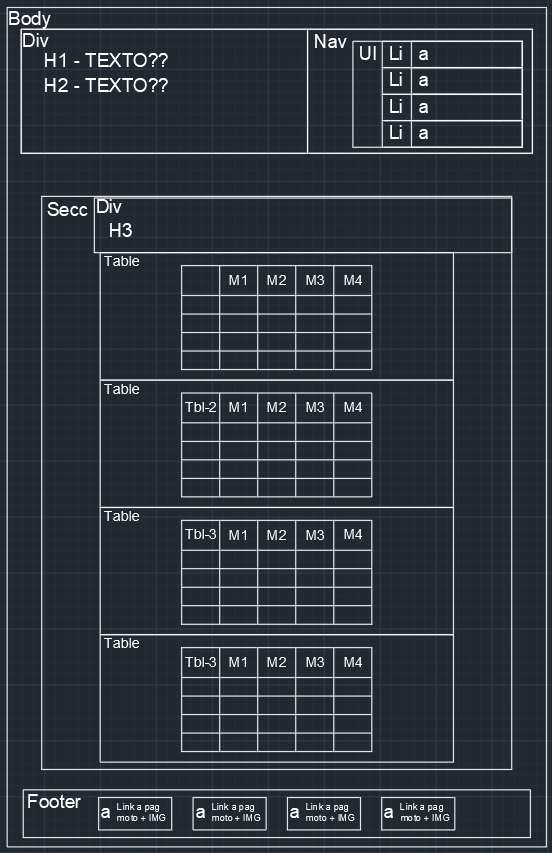 Body
Div
H1 - TEXTO??
H2 - TEXTO??
Nav
Ul Li a
Li a
Li a
Li a
Secc
Div
H3
Table
M1 M2 M3 M4
Table
Tbl-2 M1 M2 M3 M4
Table
Tbl-3 M1 M2 M3 M4
Table
Tbl-3 M1 M2 M3 M4
Footer
a Link a pag
moto + IMG
a Link a pag
moto + IMG
a Link a pag
moto + IMG
a Link a pag
moto + IMG